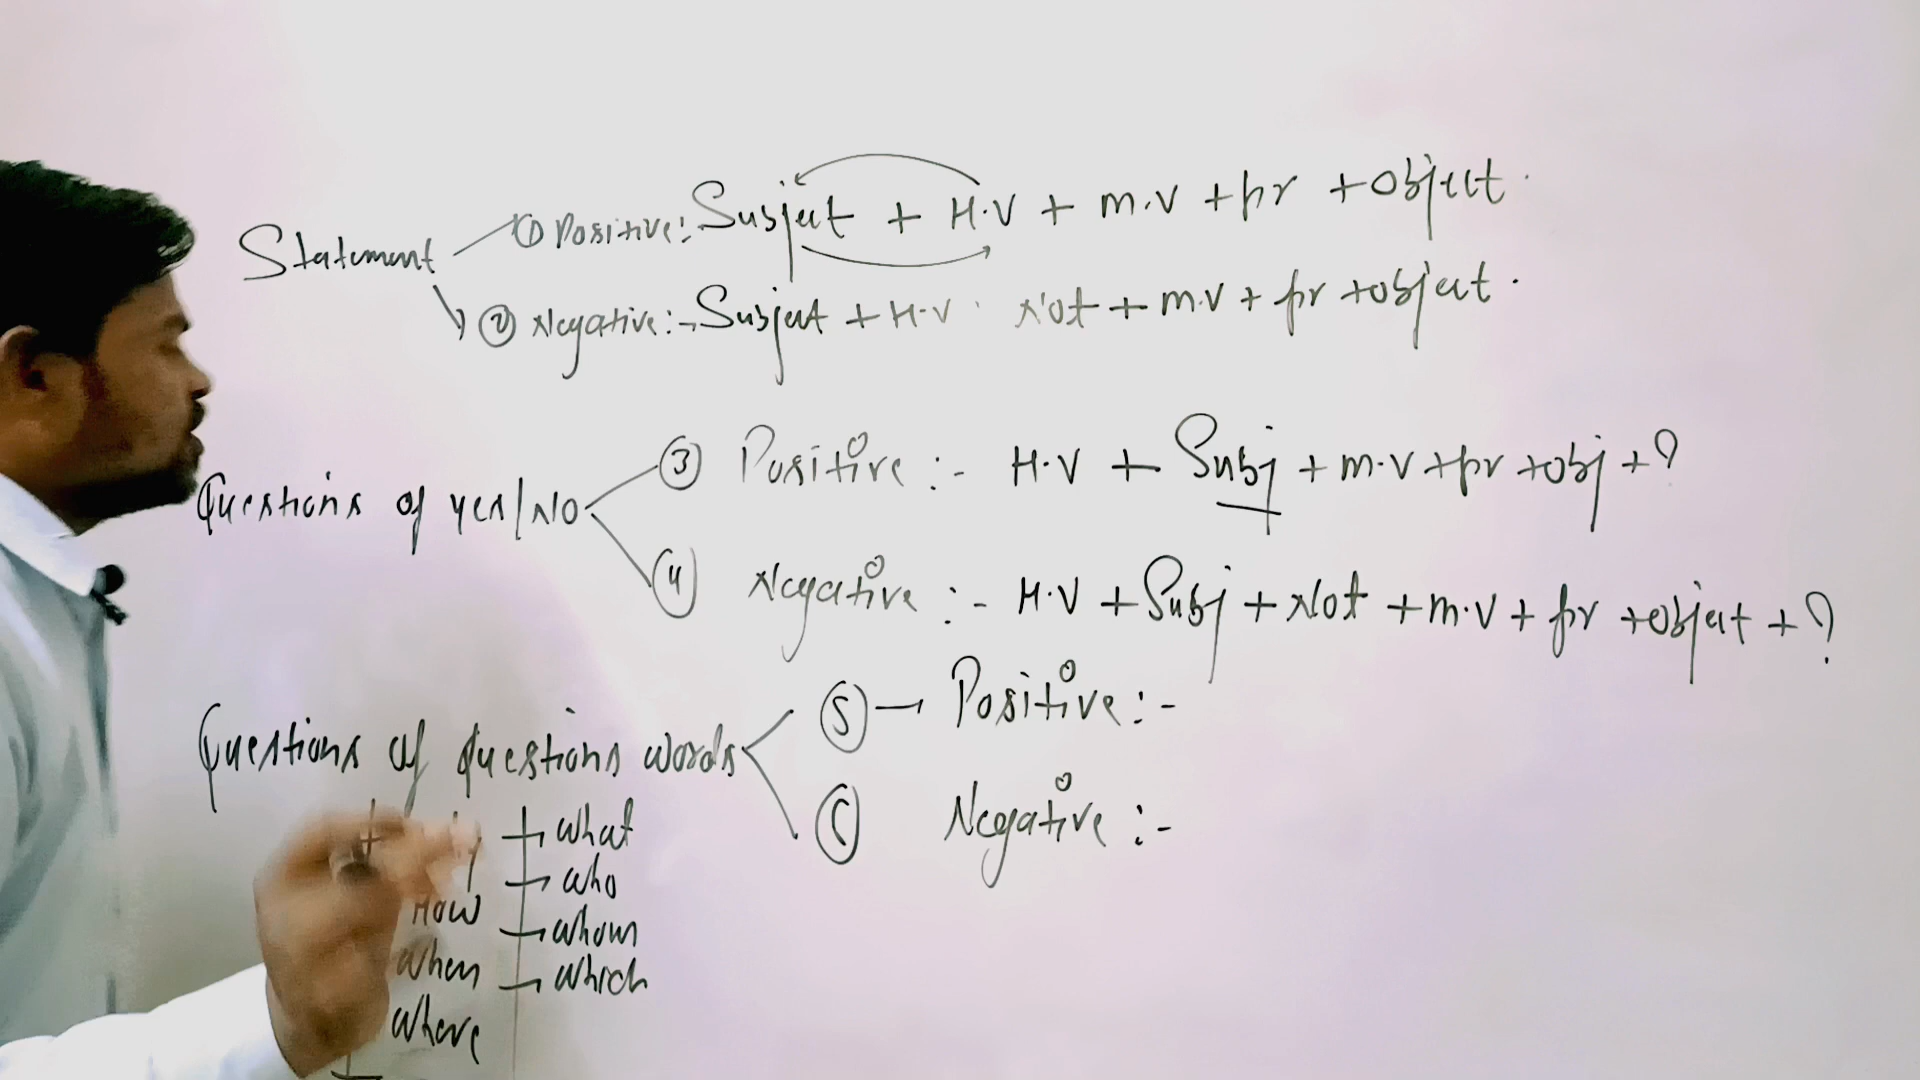 Statement ① Positive:- Subject + H.V + m.V + pr + Object.
② Negative:- Subject + H.V. Not + m.V + pr + object.
Questions of yes/No ③ Positive :- H.V + Subj + m.V + pr + obj + ?
④ Negative :- H.V + Subj + Not + m.V + pr + object + ?
Questions of questions words ⑤ → Positive :-
⑥ Negative :-
what
who
How whom
when which
where